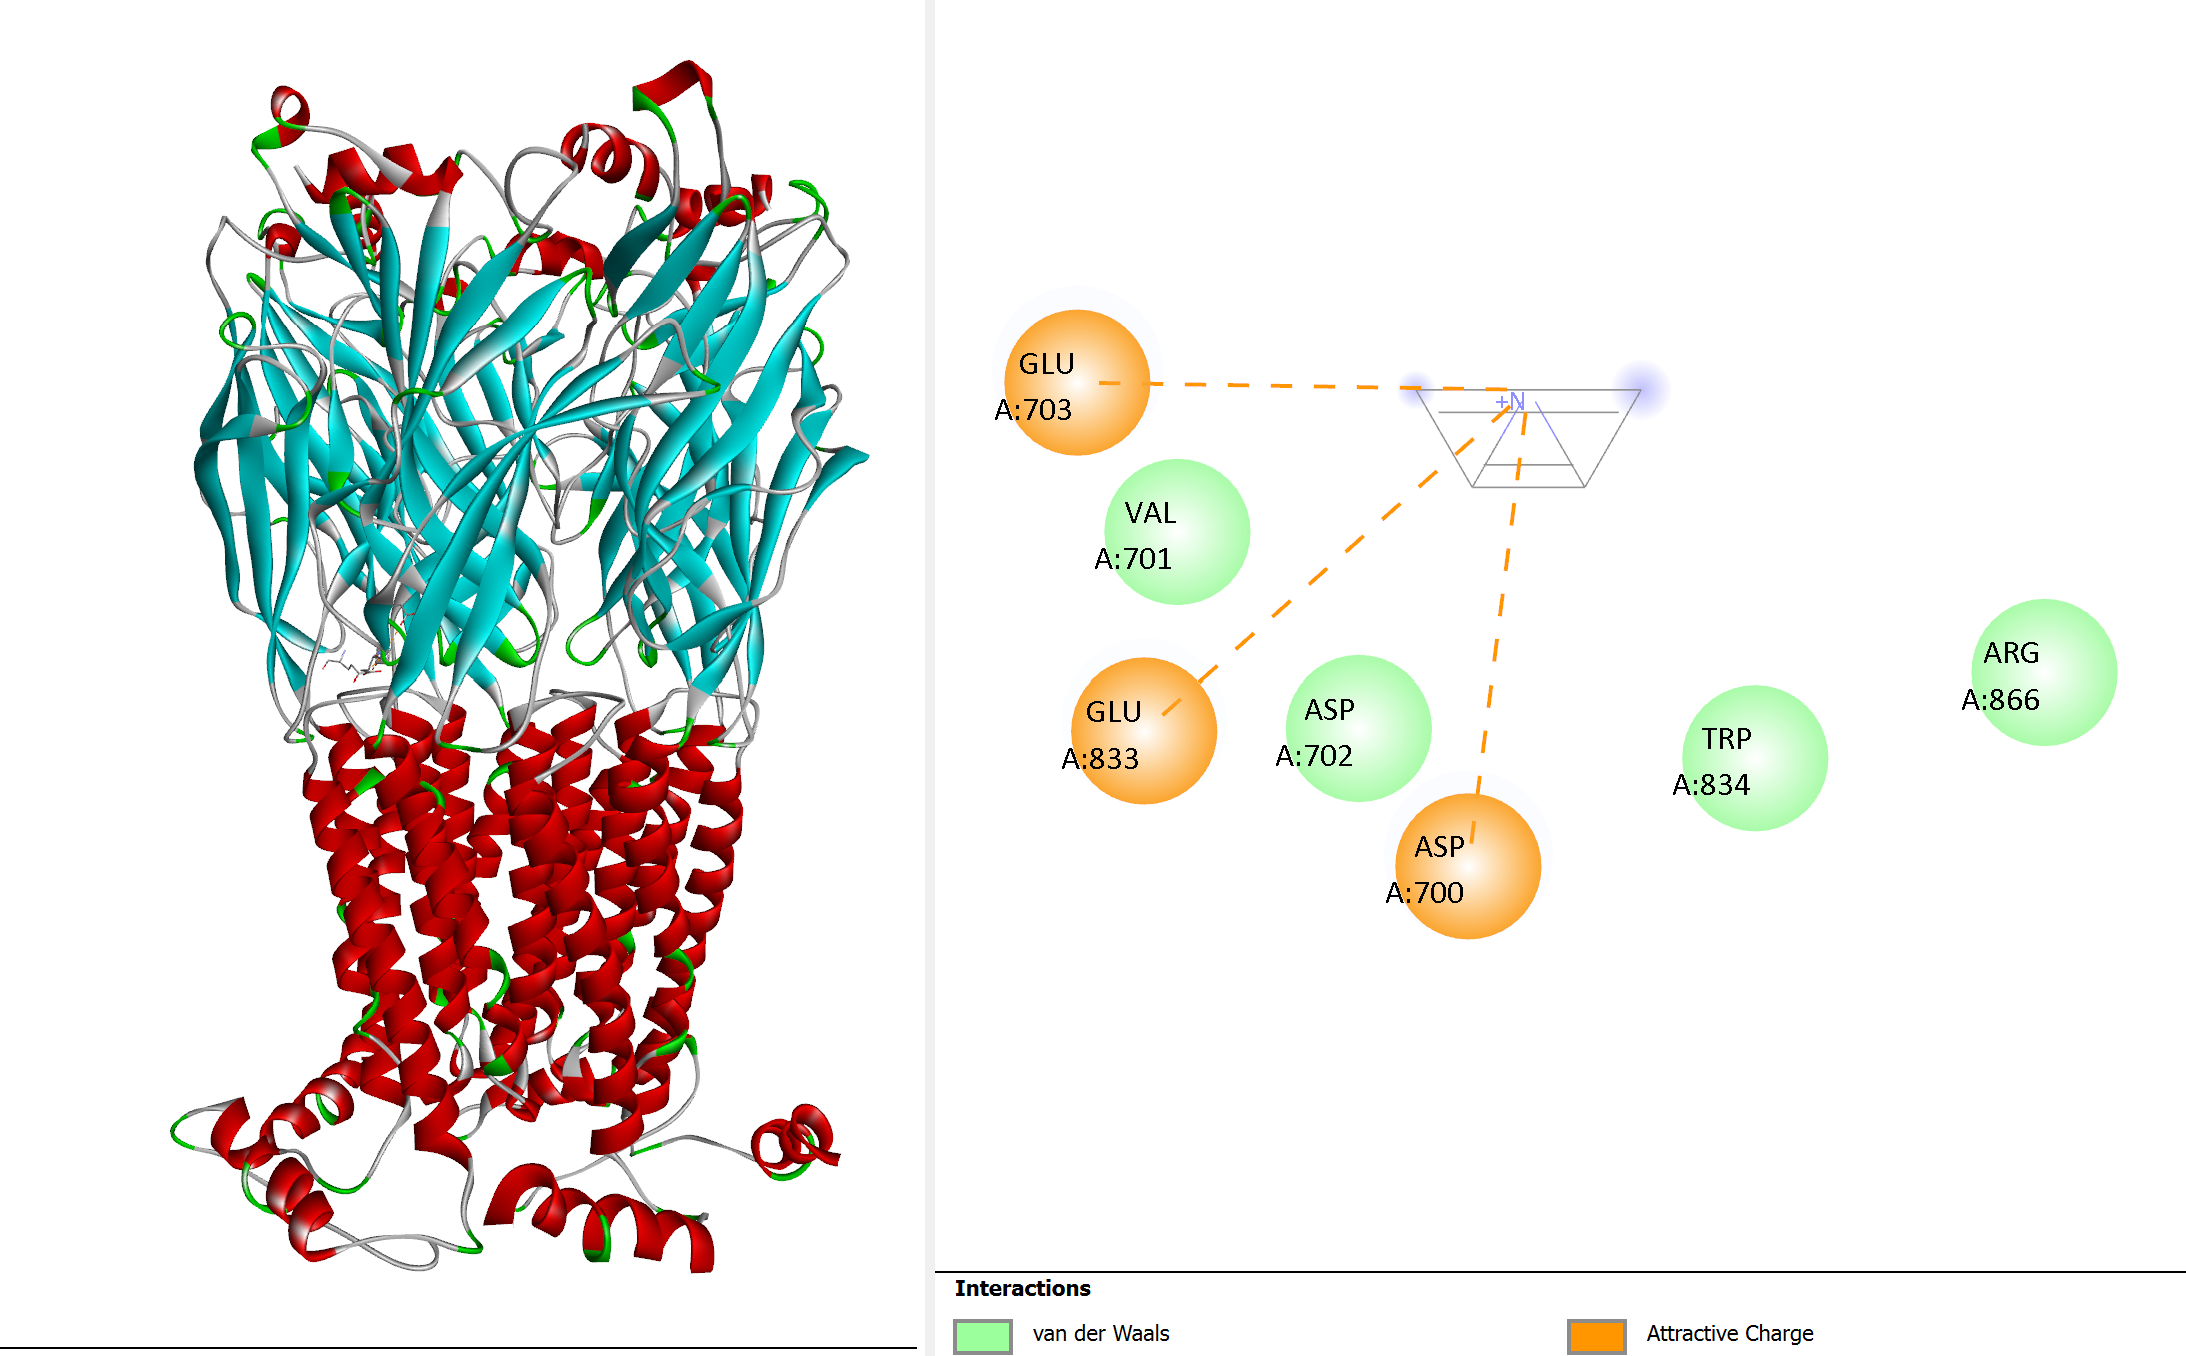 GLU
A:703
+N
VAL
A:701
ARG
A:866
GLU
A:833
ASP
A:702
TRP
A:834
ASP
A:700
Interactions
van der Waals
Attractive Charge